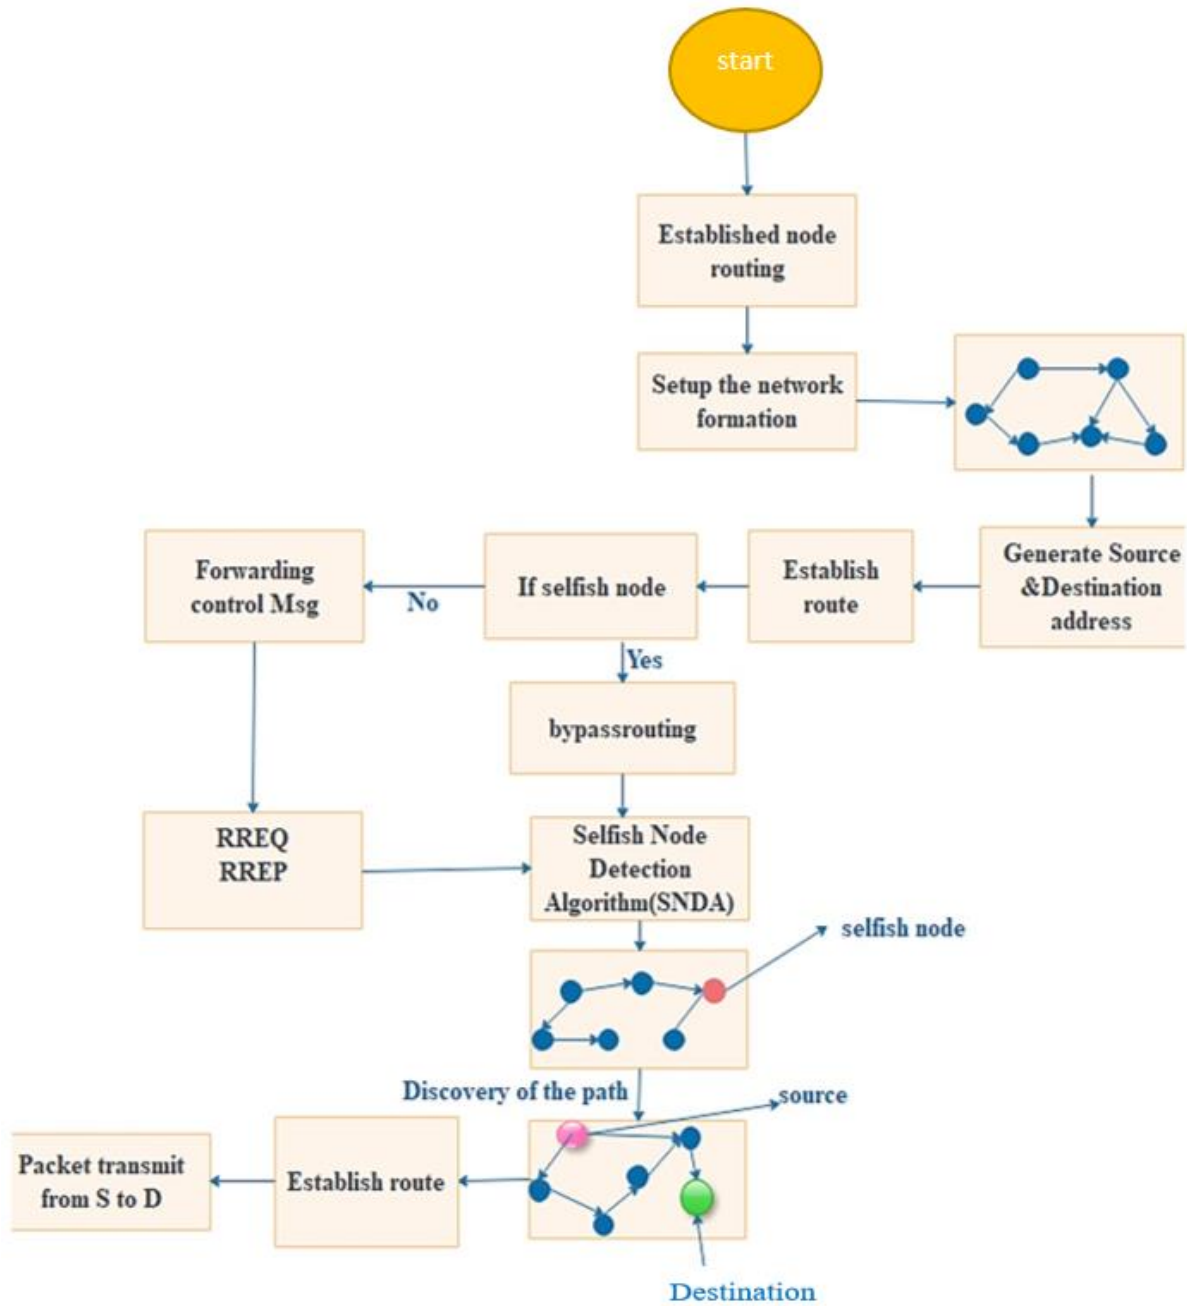 start
Established node
routing
Setup the network
formation
Generate Source
&Destination
address
Establish
route
If selfish node
No
Forwarding
control Msg
Yes
bypassrouting
RREQ
RREP
Selfish Node
Detection
Algorithm(SNDA)
selfish node
Discovery of the path
source
Establish route
Packet transmit
from S to D
Destination